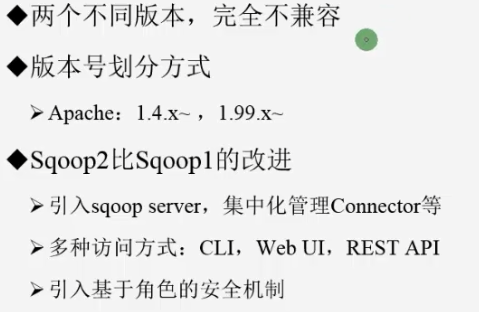 ◆两个不同版本，完全不兼容
◆版本号划分方式
➢Apache：1.4.x~ ，1.99.x~
◆Sqoop2比Sqoop1的改进
➢引入sqoop server，集中化管理Connector等
➢多种访问方式：CLI，Web UI，REST API
➢引入基于角色的安全机制